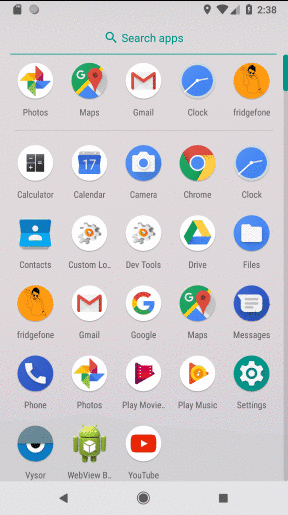 2:38
Search apps
Photos Maps Gmail Clock fridgefone
Calculator Calendar Camera Chrome Clock
17
Contacts Custom Lo.. Dev Tools Drive Files
fridgefone Gmail Google Maps Messages
Phone Photos Play Movie.. Play Music Settings
Vysor WebView B.. YouTube